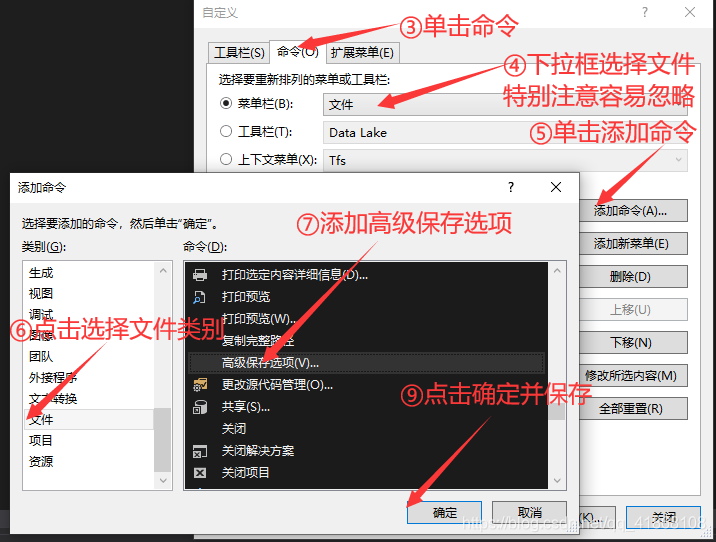 自定义
③单击命令
工具栏(S)
命令(O)
扩展菜单(E)
选择要重新排列的菜单或工具栏:
④下拉框选择文件
特别注意容易忽略
菜单栏(B):
文件
工具栏(T):
Data Lake
上下文菜单(X):
Tfs
⑤单击添加命令
添加命令(A)...
添加新菜单(E)
删除(D)
上移(U)
下移(N)
修改所选内容(M)
全部重置(R)
(K)...
关闭
添加命令
选择要添加的命令，然后单击“确定”。
⑦添加高级保存选项
类别(G):
生成
视图
调试
图像
团队
外接程序
文本转换
文件
项目
资源
⑥点击选择文件类别
命令(D):
打印选定内容详细信息(D)...
打印预览
打印预览(W)...
复制完整路径
高级保存选项(V)...
更改源代码管理(O)...
共享(S)...
关闭
关闭解决方案
关闭项目
⑨点击确定并保存
确定
取消